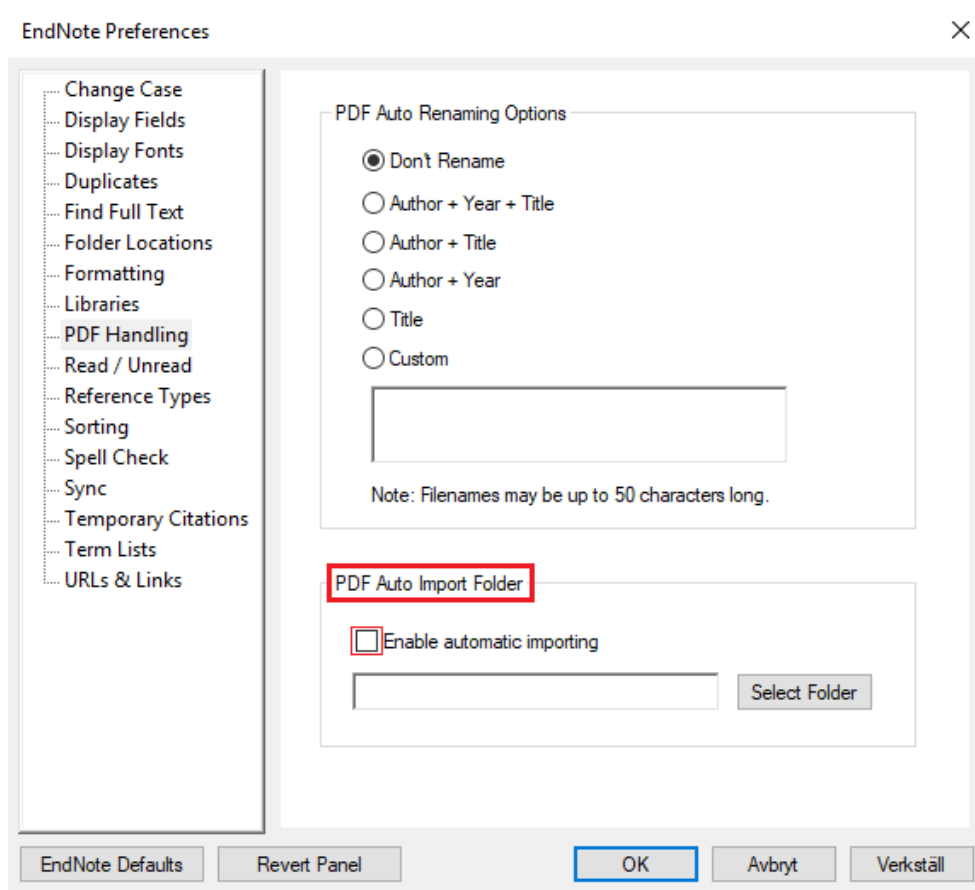 EndNote Preferences
Change Case
Display Fields
Display Fonts
Duplicates
Find Full Text
Folder Locations
Formatting
Libraries
PDF Handling
Read / Unread
Reference Types
Sorting
Spell Check
Sync
Temporary Citations
Term Lists
URLs & Links
PDF Auto Renaming Options
Don't Rename
Author + Year + Title
Author + Title
Author + Year
Title
Custom
Note: Filenames may be up to 50 characters long.
PDF Auto Import Folder
Enable automatic importing
Select Folder
EndNote Defaults
Revert Panel
OK
Avbryt
Verkställ